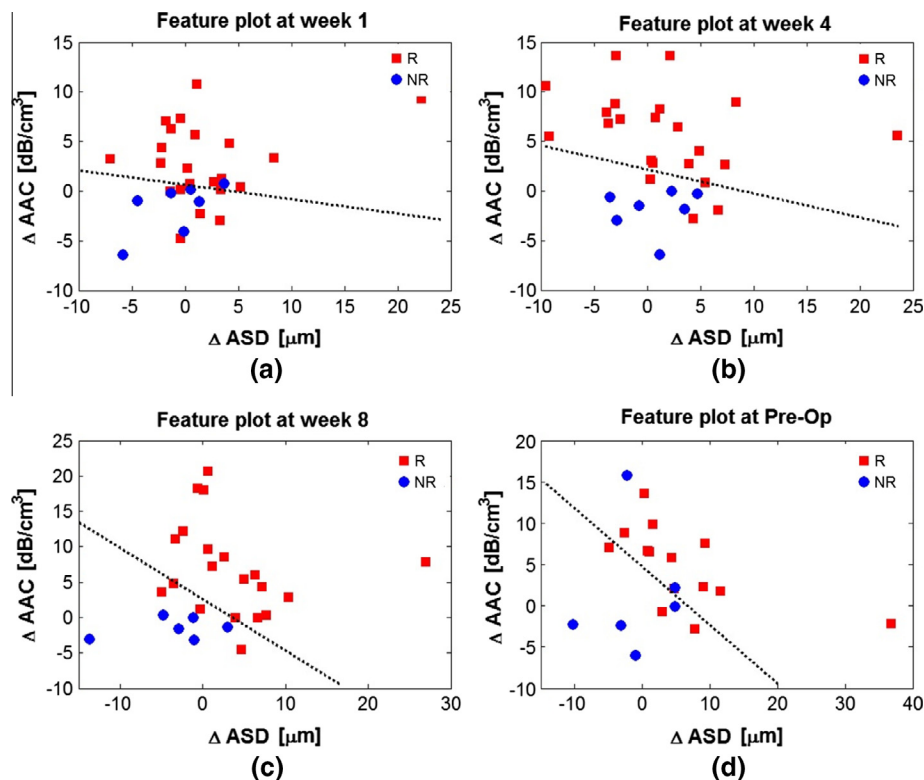 Feature plot at week 1
15
10
5
0
-5
-10
Δ AAC [dB/cm³]
R
NR
-10 -5 0 5 10 15 20 25
Δ ASD [μm]
(a)
Feature plot at week 4
15
10
5
0
-5
-10
Δ AAC [dB/cm³]
R
NR
-10 -5 0 5 10 15 20 25
Δ ASD [μm]
(b)
Feature plot at week 8
25
20
15
10
5
0
-5
-10
Δ AAC [dB/cm³]
R
NR
-10 0 10 20 30
Δ ASD [μm]
(c)
Feature plot at Pre-Op
20
15
10
5
0
-5
-10
Δ AAC [dB/cm³]
R
NR
-10 0 10 20 30 40
Δ ASD [μm]
(d)